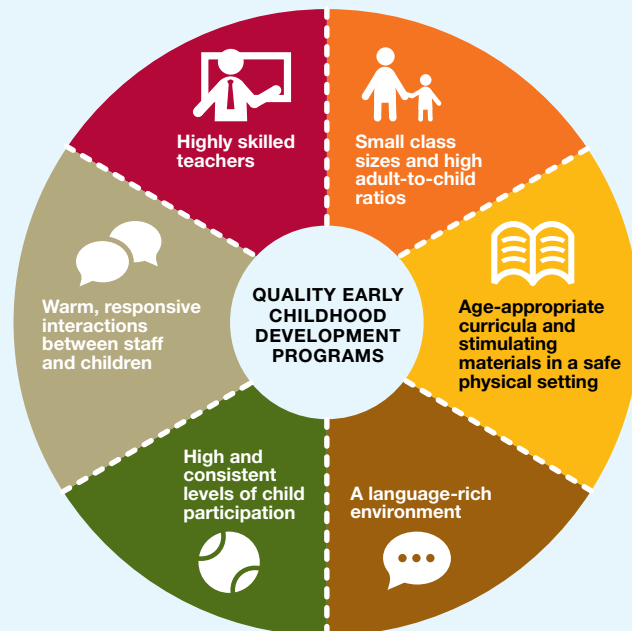 Highly skilled
teachers
Small class
sizes and high
adult-to-child
ratios
Age-appropriate
curricula and
stimulating
materials in a safe
physical setting
A language-rich
environment
High and
consistent
levels of child
participation
Warm, responsive
interactions
between staff
and children
QUALITY EARLY
CHILDHOOD
DEVELOPMENT
PROGRAMS